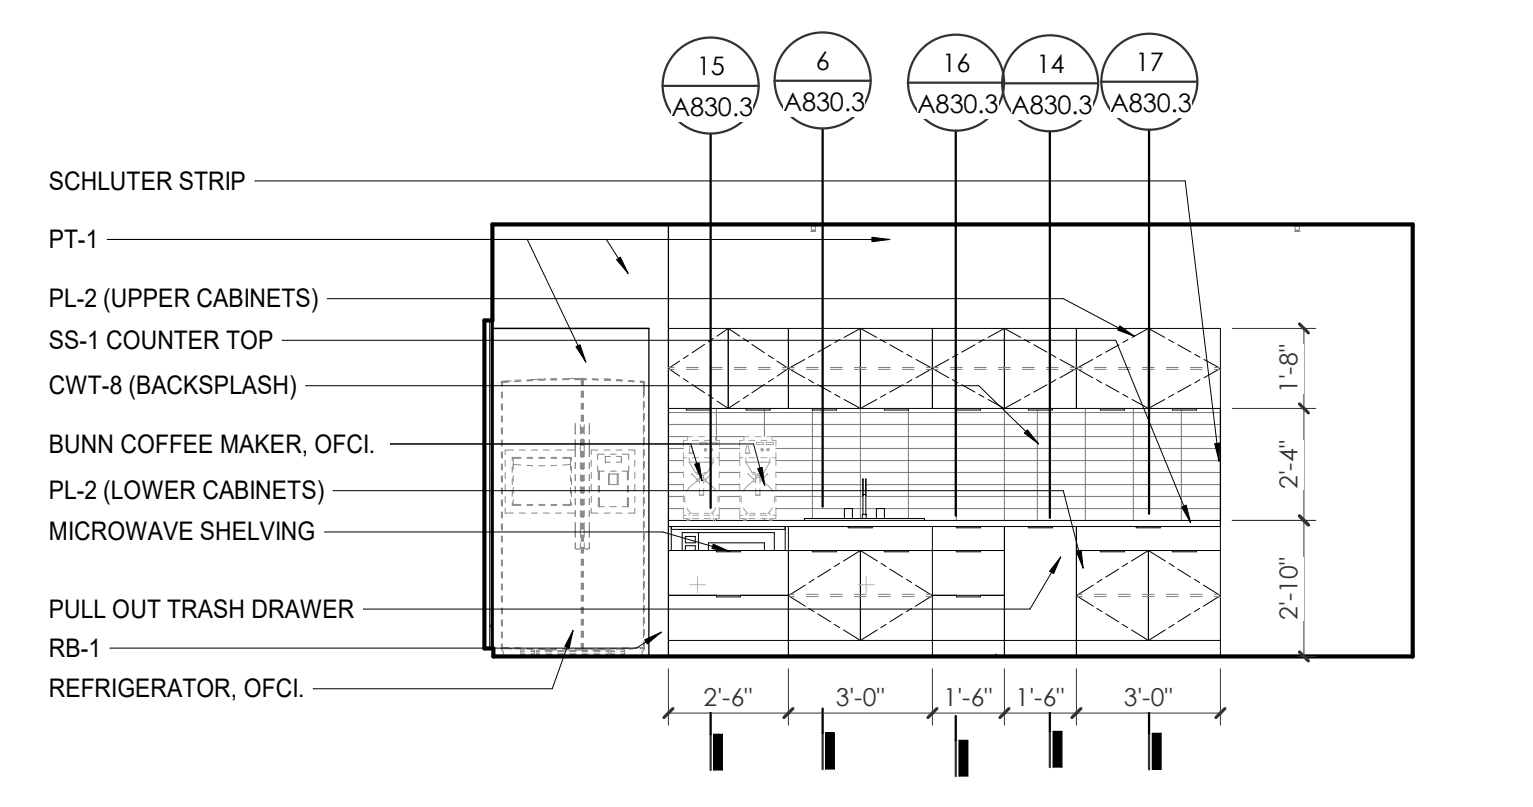 15
A830.3
6
A830.3
16
A830.3
14
A830.3
17
A830.3
SCHLUTER STRIP
PT-1
PL-2 (UPPER CABINETS)
SS-1 COUNTER TOP
CWT-8 (BACKSPLASH)
BUNN COFFEE MAKER, OFCI.
PL-2 (LOWER CABINETS)
MICROWAVE SHELVING
PULL OUT TRASH DRAWER
RB-1
REFRIGERATOR, OFCI.
1'-8"
2'-4"
2'-10"
2'-6"
3'-0"
1'-6"
1'-6"
3'-0"